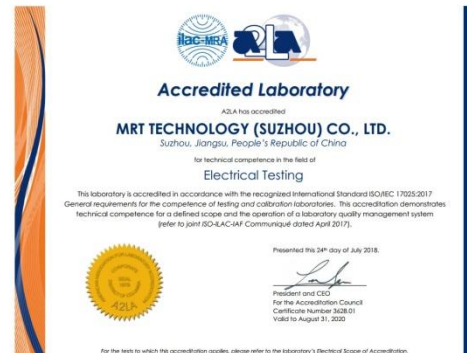 ilac-MRA
A2LA
Accredited Laboratory
A2LA has accredited
MRT TECHNOLOGY (SUZHOU) CO., LTD.
Suzhou, Jiangsu, People's Republic of China
for technical competence in the field of
Electrical Testing
This laboratory is accredited in accordance with the recognized International Standard ISO/IEC 17025:2017
General requirements for the competence of testing and calibration laboratories. This accreditation demonstrates
technical competence for a defined scope and the operation of a laboratory quality management system
(refer to joint ISO-ILAC-IAF Communiqué dated April 2017).
Presented this 24th day of July 2018.
President and CEO
For the Accreditation Council
Certificate Number 3628.01
Valid to August 31, 2020
CORPORATE
SEAL
1978
A2LA
For the tests to which this accreditation applies, please refer to the laboratory's Electrical Scope of Accreditation.